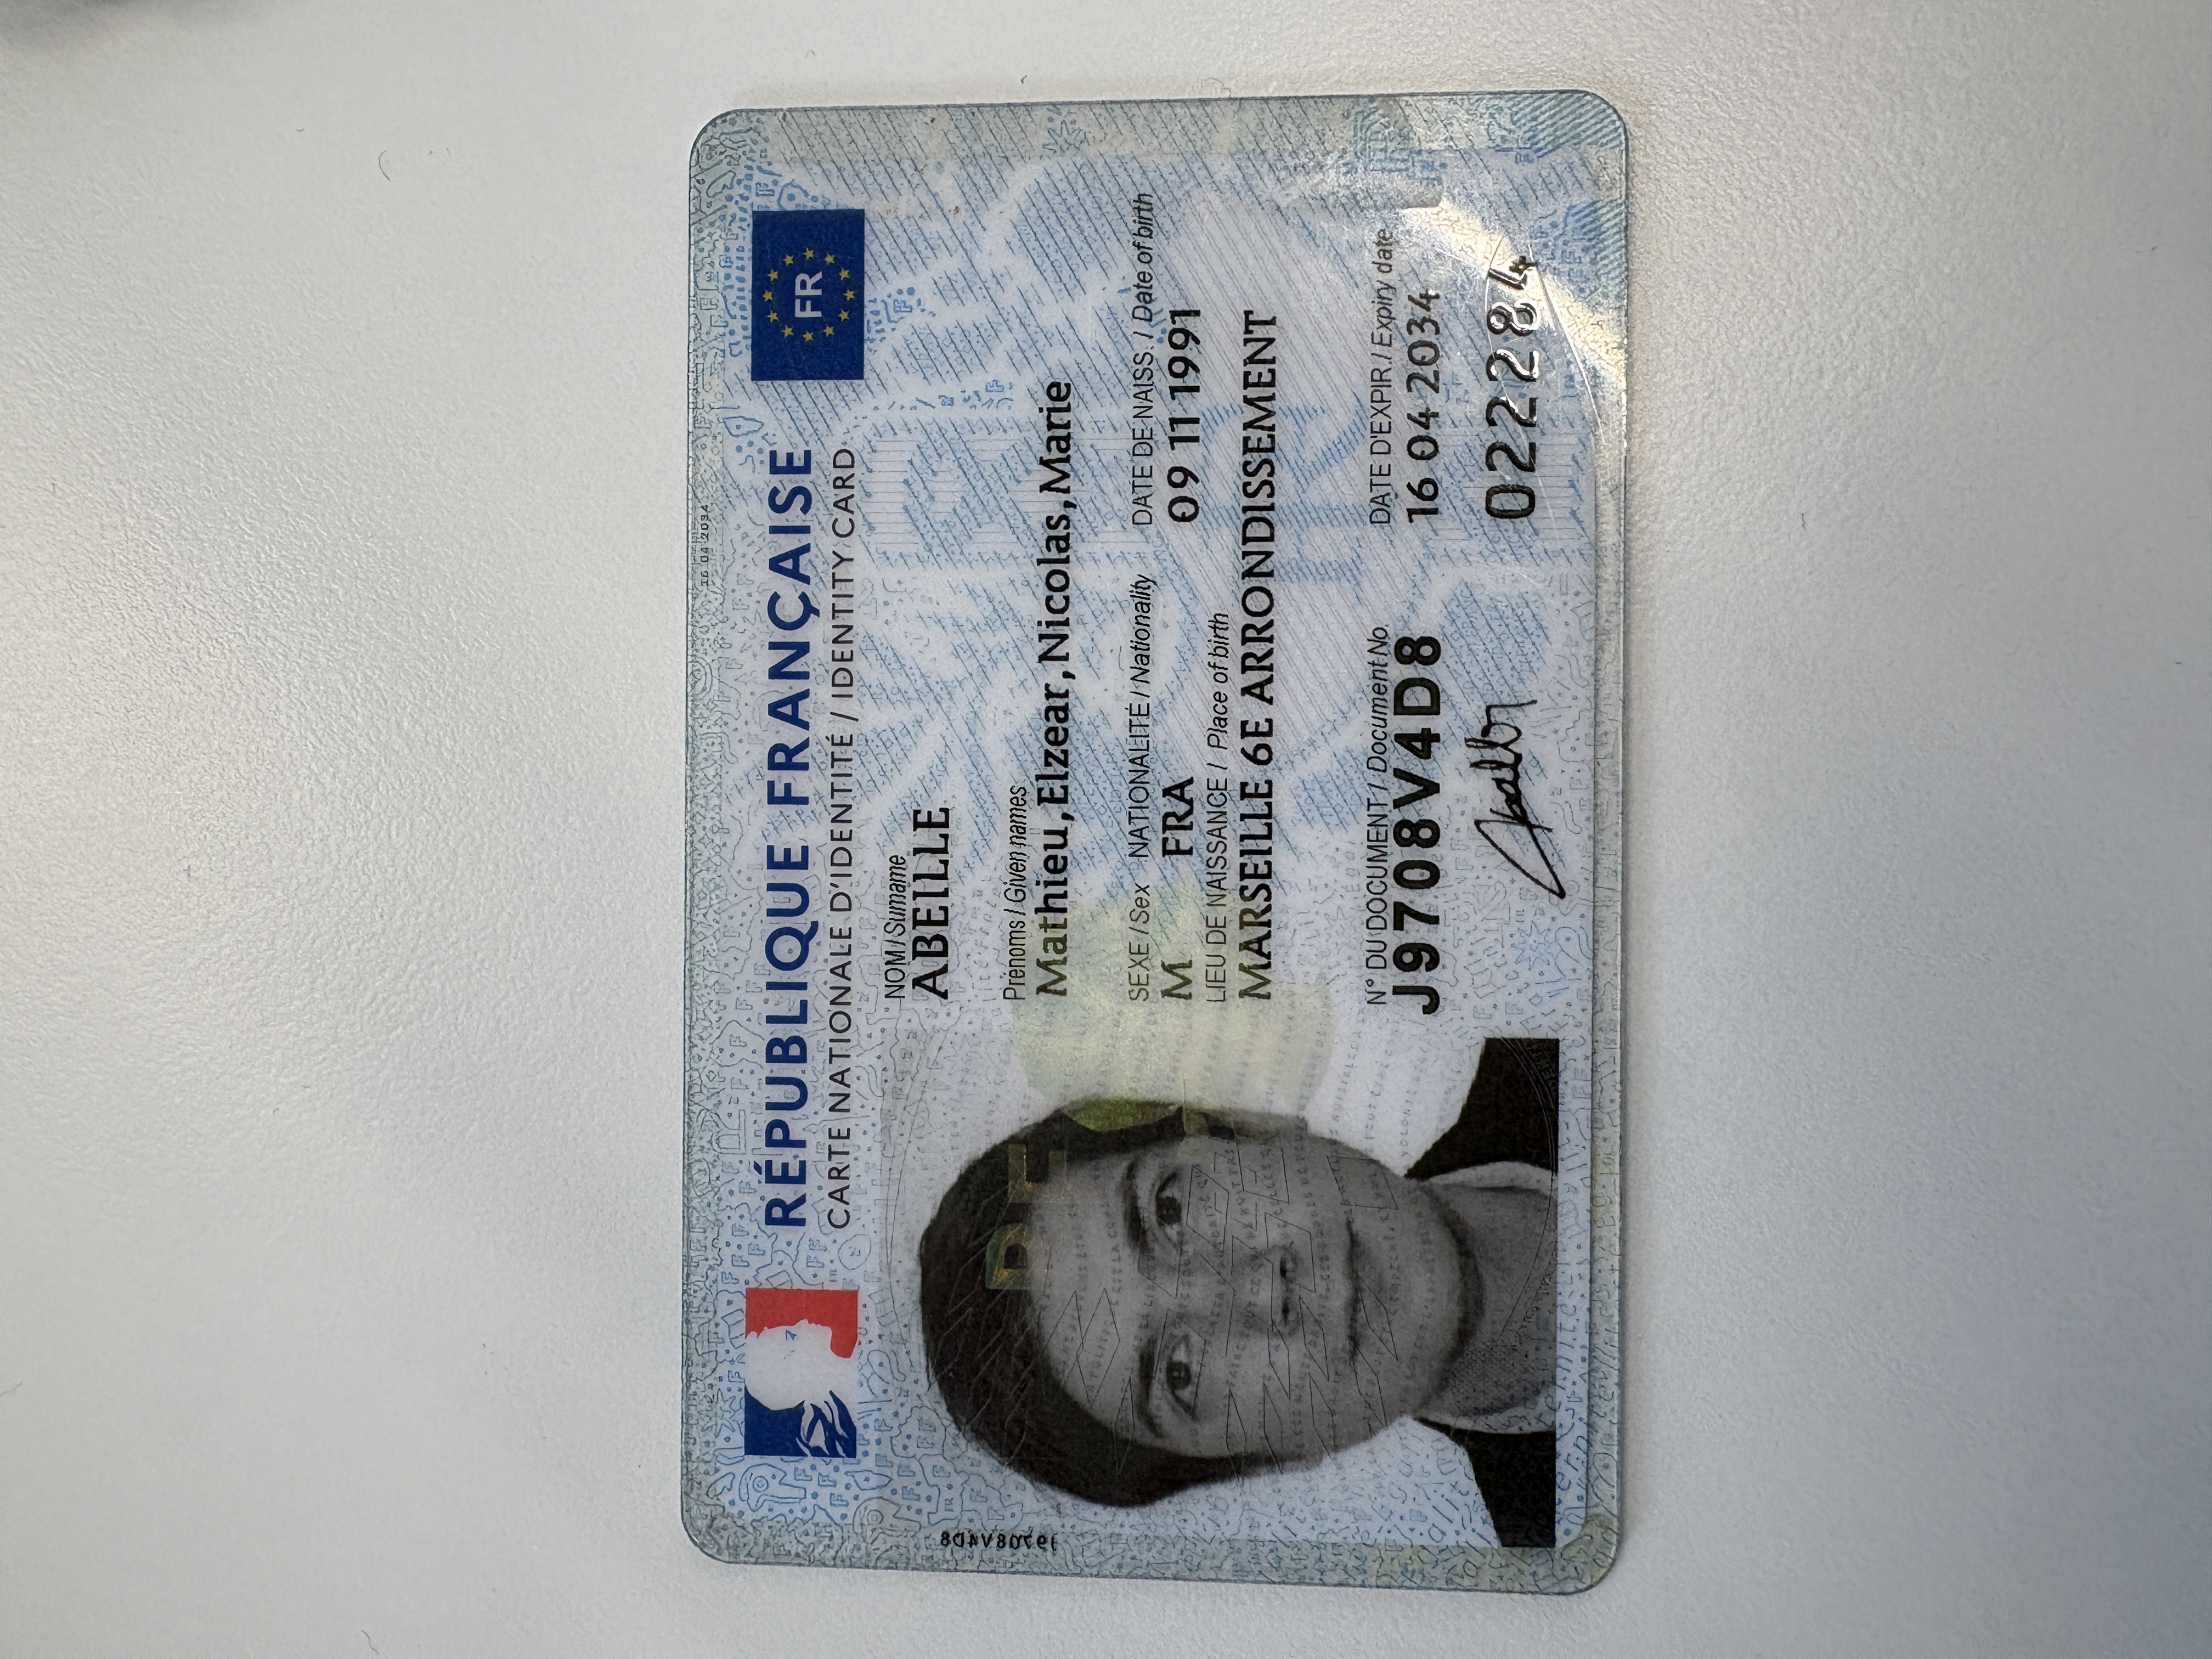 16 04 2034
RÉPUBLIQUE FRANÇAISE
FR
CARTE NATIONALE D'IDENTITÉ / IDENTITY CARD
NOM / Surname
ABEILLE
Prénoms / Given names
Mathieu,Elzear,Nicolas,Marie
SEXE / Sex NATIONALITÉ / Nationality DATE DE NAISS. / Date of birth
M FRA 09 11 1991
LIEU DE NAISSANCE / Place of birth
MARSEILLE 6E ARRONDISSEMENT
N° DU DOCUMENT / Document No. DATE D'EXPIR. / Expiry date
J9708V4D8 16 04 2034
022284